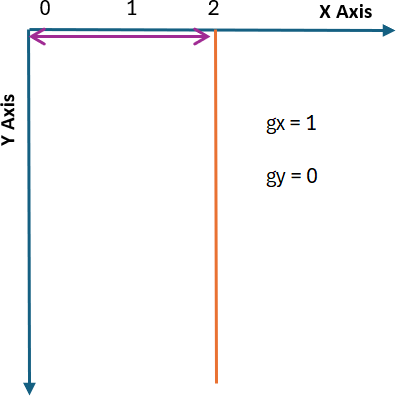 0 1 2 X Axis
Y Axis
gx = 1
gy = 0